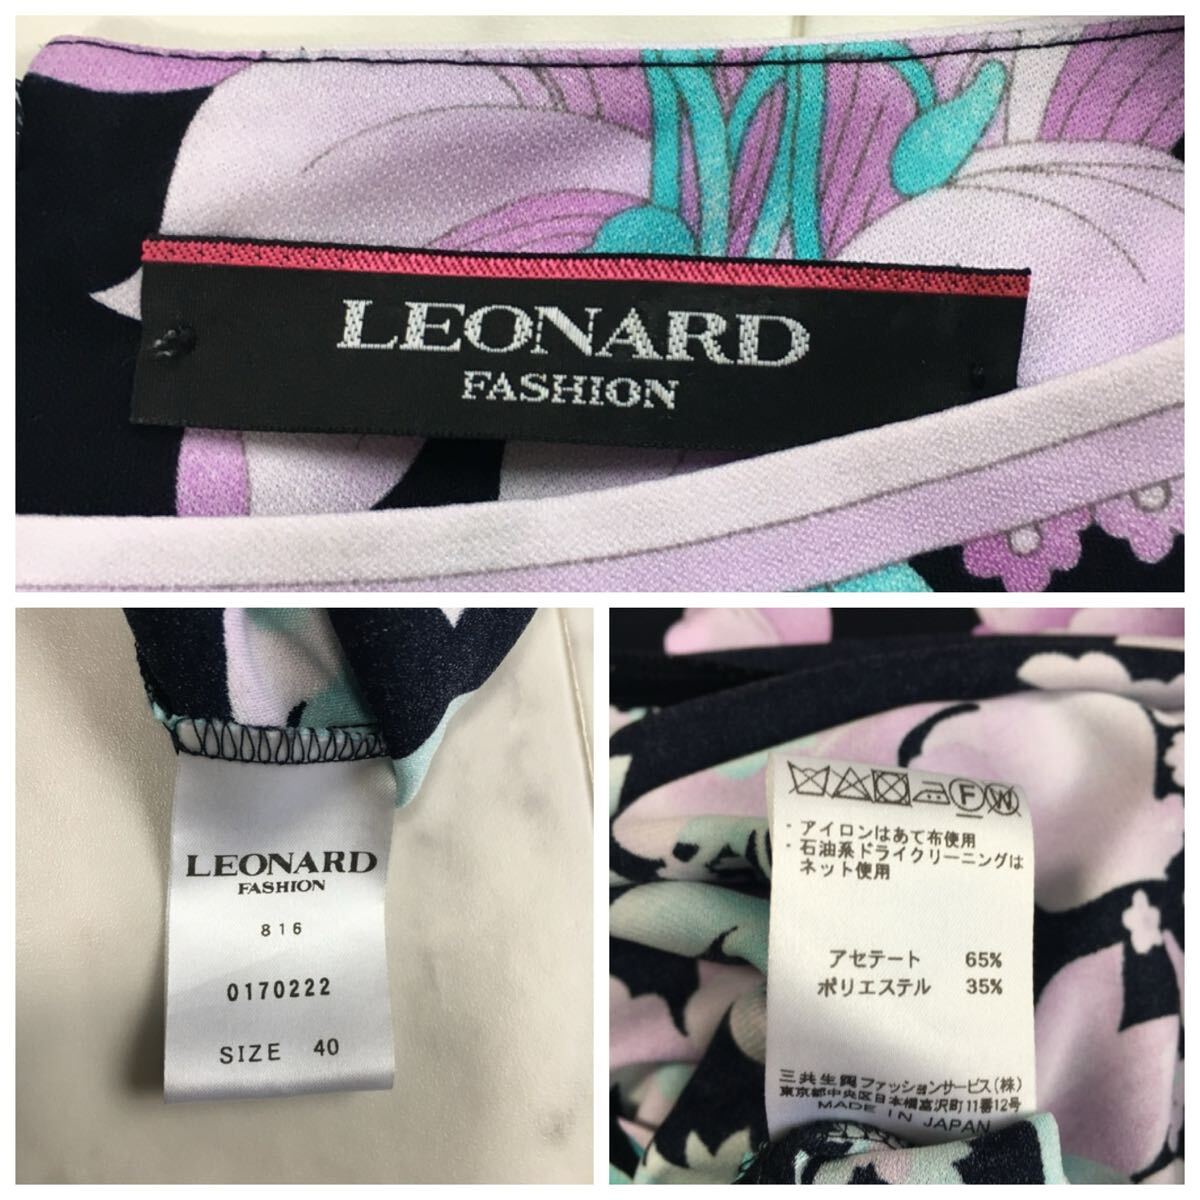 LEONARD
FASHION
LEONARD
FASHION
816
0170222
SIZE 40
F W
・アイロンはあて布使用
・石油系ドライクリーニングは
ネット使用
アセテート 65%
ポリエステル 35%
三共生興ファッションサービス(株)
東京都中央区日本橋富沢町11番12号
MADE IN JAPAN